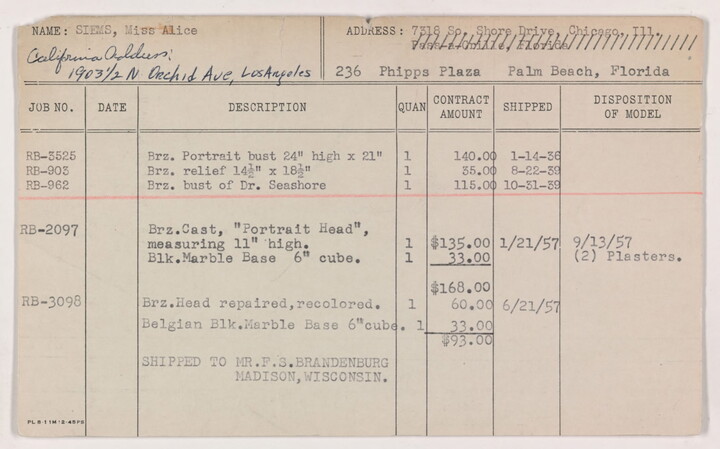 NAME: SIEMS, Miss Alice
ADDRESS: 7318 So. Shore Drive, Chicago, Ill.
Pass-a-Grille, Florida
California Address:
1903½ N Orchid Ave, Los Angeles
236 Phipps Plaza Palm Beach, Florida
JOB NO. DATE DESCRIPTION QUAN CONTRACT AMOUNT SHIPPED DISPOSITION OF MODEL
RB-3525 Brz. Portrait bust 24" high x 21" 1 140.00 1-14-36
RB-903 Brz. relief 14½" x 18½" 1 35.00 8-22-39
RB-962 Brz. bust of Dr. Seashore 1 115.00 10-31-39
RB-2097 Brz.Cast, "Portrait Head",
measuring 11" high. 1 $135.00 1/21/57 9/13/57
Blk.Marble Base 6" cube. 1 33.00 (2) Plasters.
$168.00
RB-3098 Brz.Head repaired,recolored. 1 60.00 6/21/57
Belgian Blk.Marble Base 6"cube. 1 33.00
$93.00
SHIPPED TO MR.F.S.BRANDENBURG
MADISON,WISCONSIN.